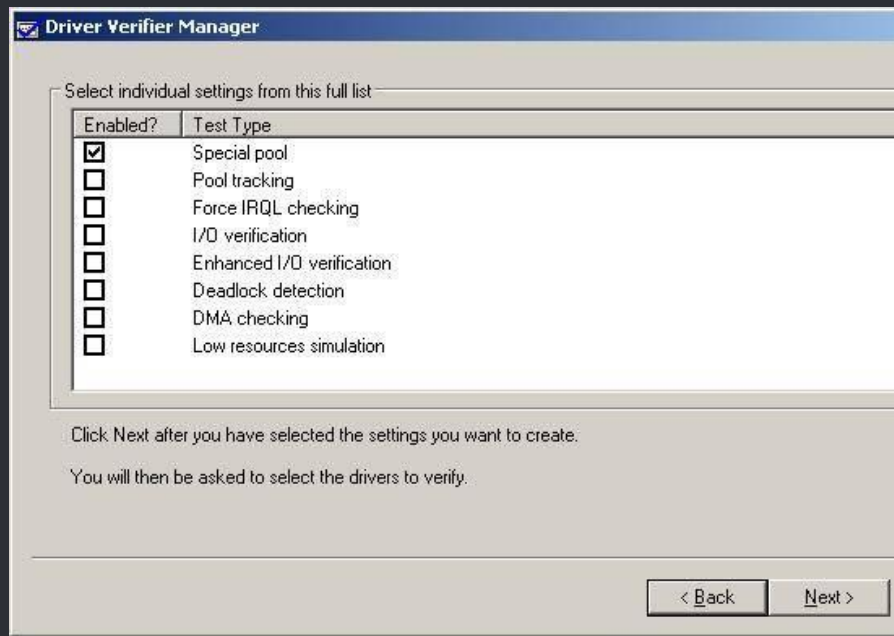 Driver Verifier Manager
Select individual settings from this full list
Enabled? Test Type
Special pool
Pool tracking
Force IRQL checking
I/O verification
Enhanced I/O verification
Deadlock detection
DMA checking
Low resources simulation
Click Next after you have selected the settings you want to create.
You will then be asked to select the drivers to verify.
< Back Next >